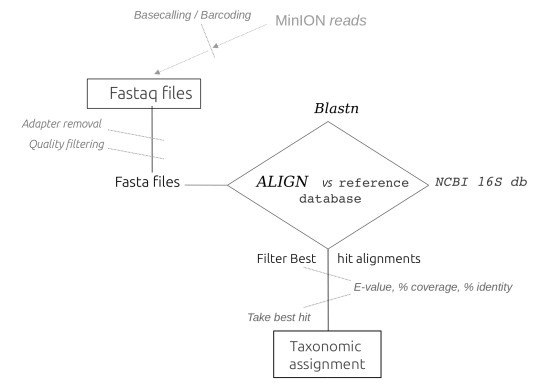 Basecalling / Barcoding
MinION reads
Fastaq files
Adapter removal
Quality filtering
Fasta files
Blastn
ALIGN vs reference
database
NCBI 16S db
Filter Best hit alignments
E-value, % coverage, % identity
Take best hit
Taxonomic
assignment